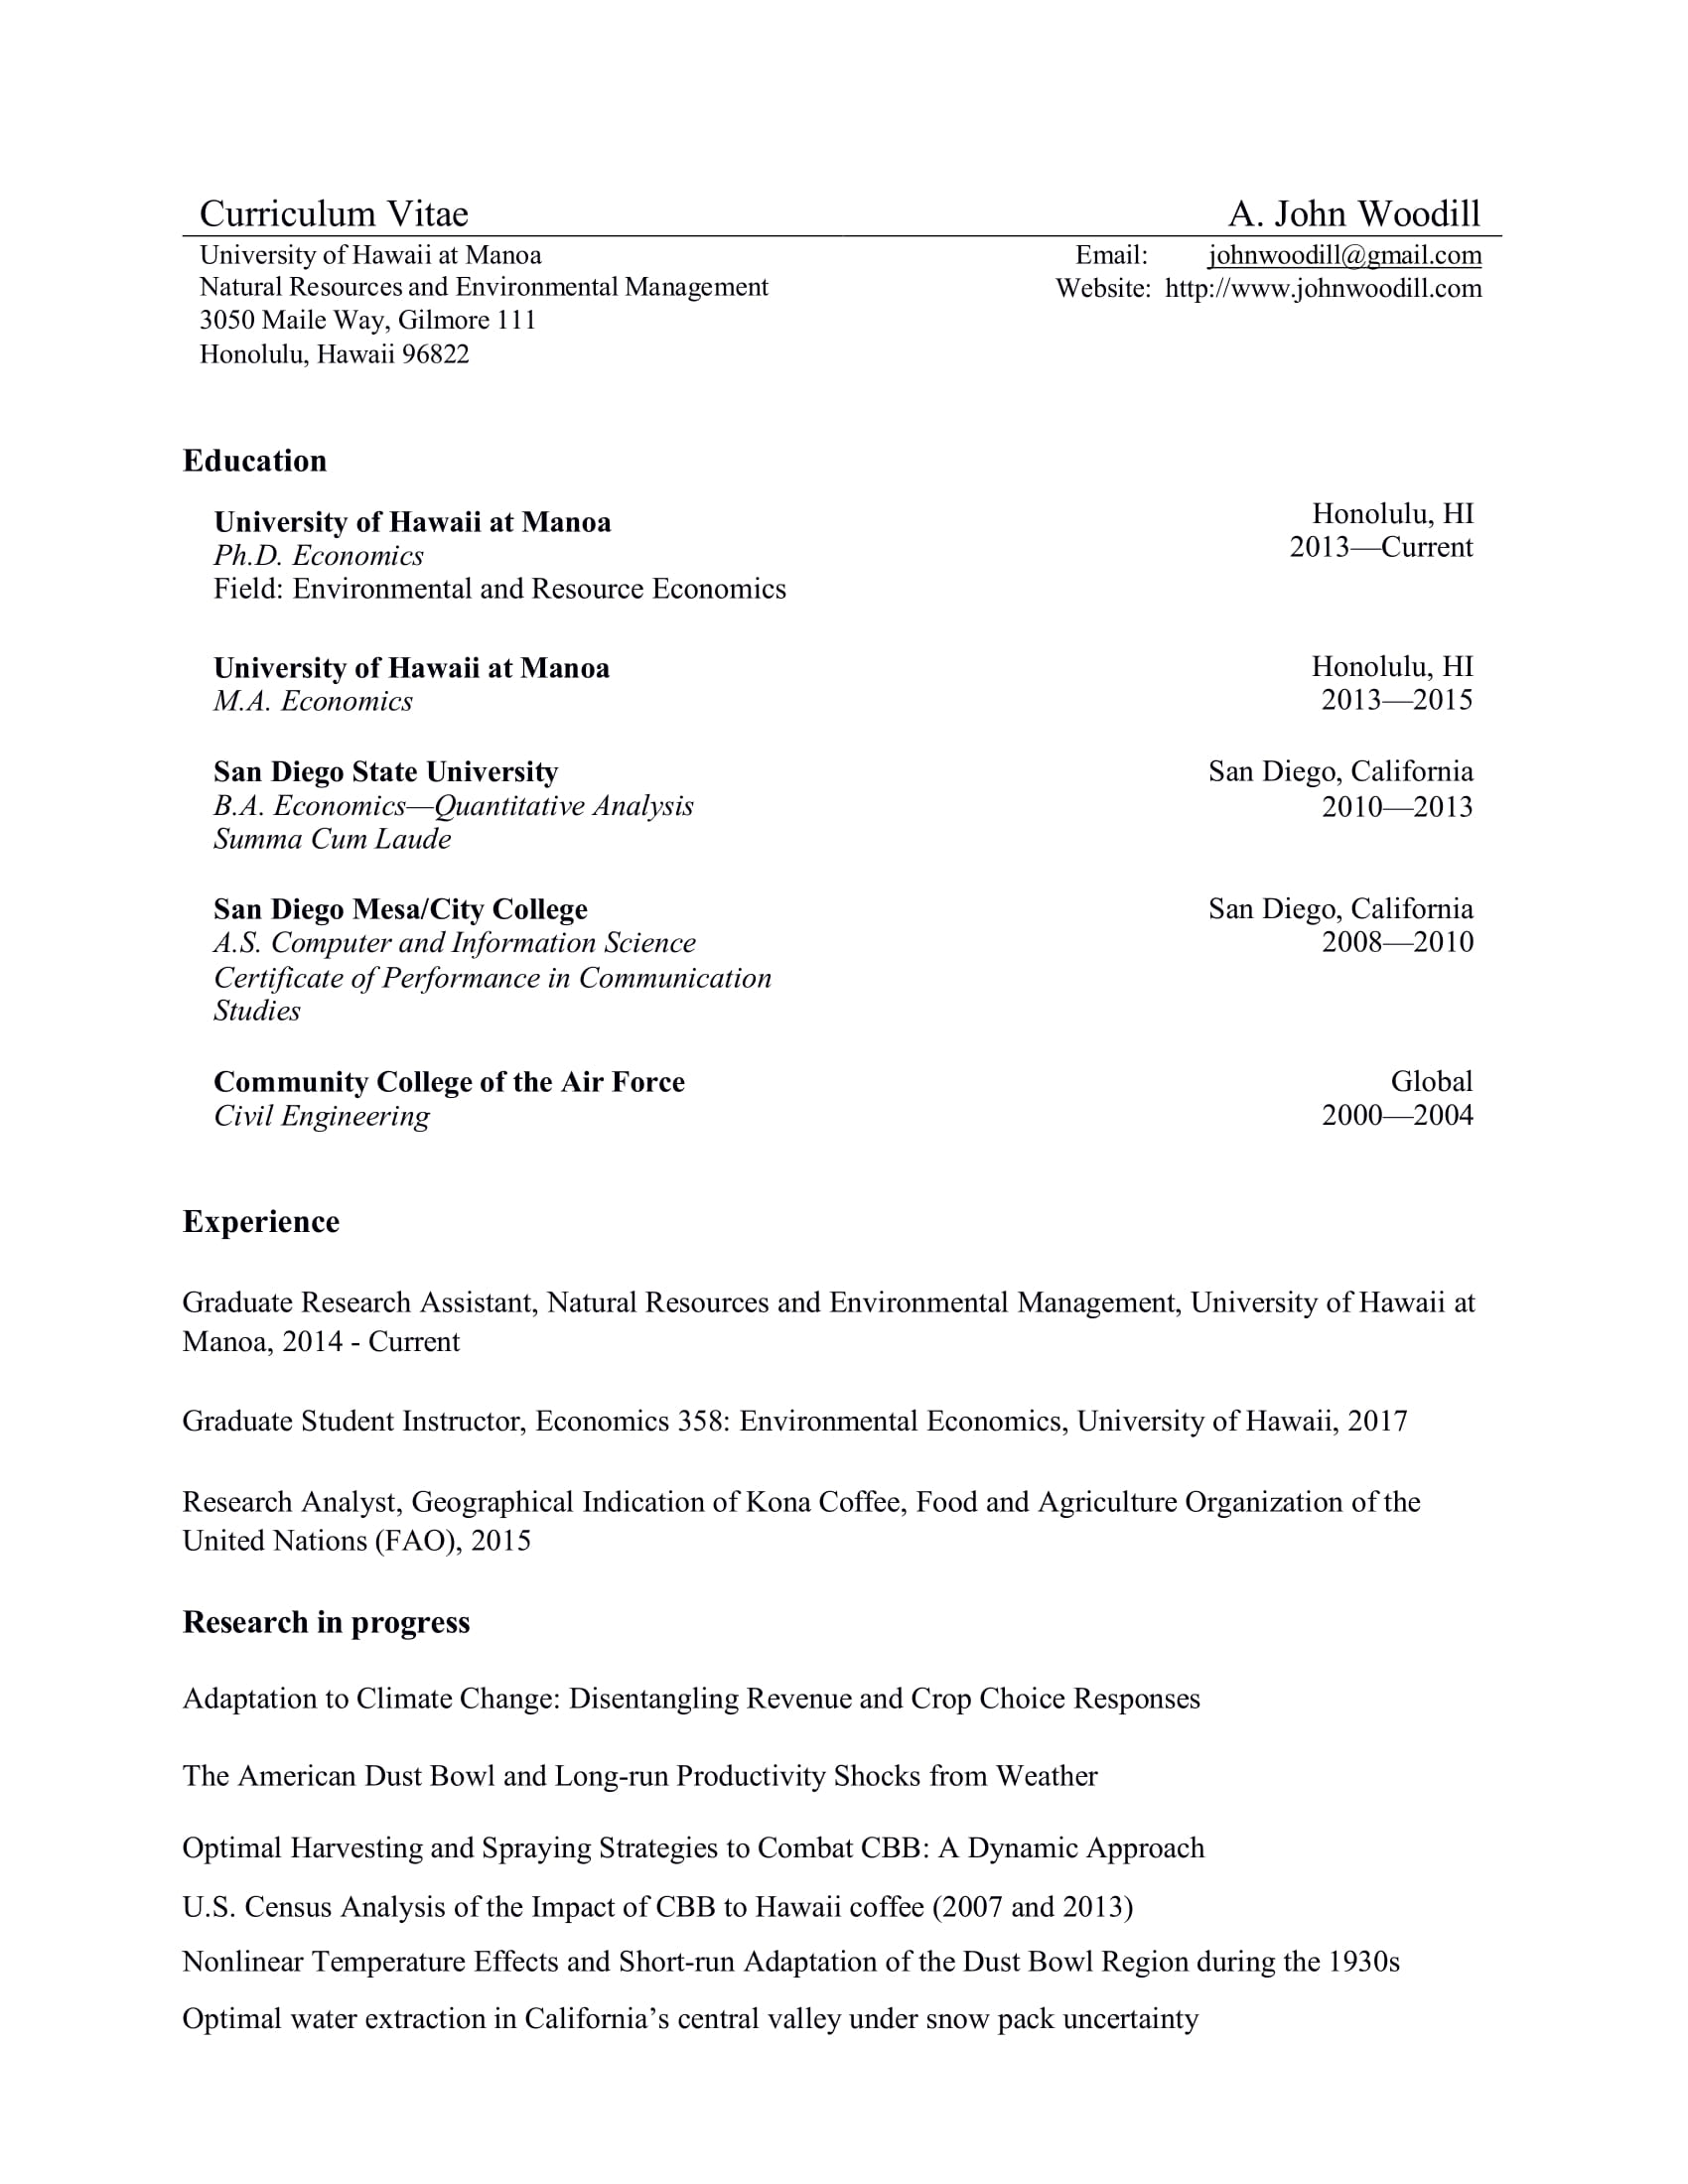 Curriculum Vitae A. John Woodill
University of Hawaii at Manoa Email: johnwoodill@gmail.com
Natural Resources and Environmental Management Website: http://www.johnwoodill.com
3050 Maile Way, Gilmore 111
Honolulu, Hawaii 96822
Education
University of Hawaii at Manoa Honolulu, HI
Ph.D. Economics 2013—Current
Field: Environmental and Resource Economics
University of Hawaii at Manoa Honolulu, HI
M.A. Economics 2013—2015
San Diego State University San Diego, California
B.A. Economics—Quantitative Analysis 2010—2013
Summa Cum Laude
San Diego Mesa/City College San Diego, California
A.S. Computer and Information Science 2008—2010
Certificate of Performance in Communication
Studies
Community College of the Air Force Global
Civil Engineering 2000—2004
Experience
Graduate Research Assistant, Natural Resources and Environmental Management, University of Hawaii at
Manoa, 2014 - Current
Graduate Student Instructor, Economics 358: Environmental Economics, University of Hawaii, 2017
Research Analyst, Geographical Indication of Kona Coffee, Food and Agriculture Organization of the
United Nations (FAO), 2015
Research in progress
Adaptation to Climate Change: Disentangling Revenue and Crop Choice Responses
The American Dust Bowl and Long-run Productivity Shocks from Weather
Optimal Harvesting and Spraying Strategies to Combat CBB: A Dynamic Approach
U.S. Census Analysis of the Impact of CBB to Hawaii coffee (2007 and 2013)
Nonlinear Temperature Effects and Short-run Adaptation of the Dust Bowl Region during the 1930s
Optimal water extraction in California’s central valley under snow pack uncertainty